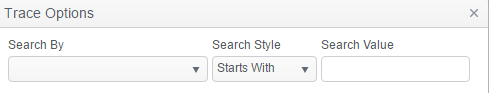 Trace Options ×
Search By Search Style Search Value
Starts With